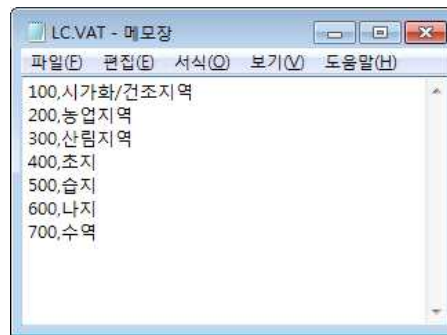 LC.VAT - 메모장
파일(F) 편집(E) 서식(O) 보기(V) 도움말(H)
100,시가화/건조지역
200,농업지역
300,산림지역
400,초지
500,습지
600,나지
700,수역